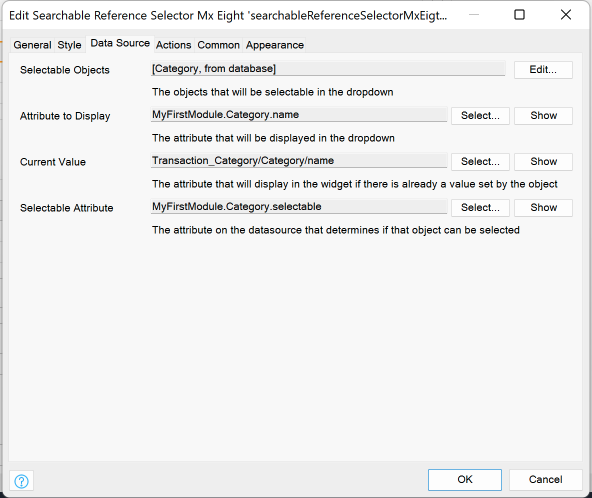 Edit Searchable Reference Selector Mx Eight 'searchableReferenceSelectorMxEigt...
General Style Data Source Actions Common Appearance
Selectable Objects [Category, from database] Edit...
The objects that will be selectable in the dropdown
Attribute to Display MyFirstModule.Category.name Select... Show
The attribute that will be displayed in the dropdown
Current Value Transaction_Category/Category/name Select... Show
The attribute that will display in the widget if there is already a value set by the object
Selectable Attribute MyFirstModule.Category.selectable Select... Show
The attribute on the datasource that determines if that object can be selected
? OK Cancel